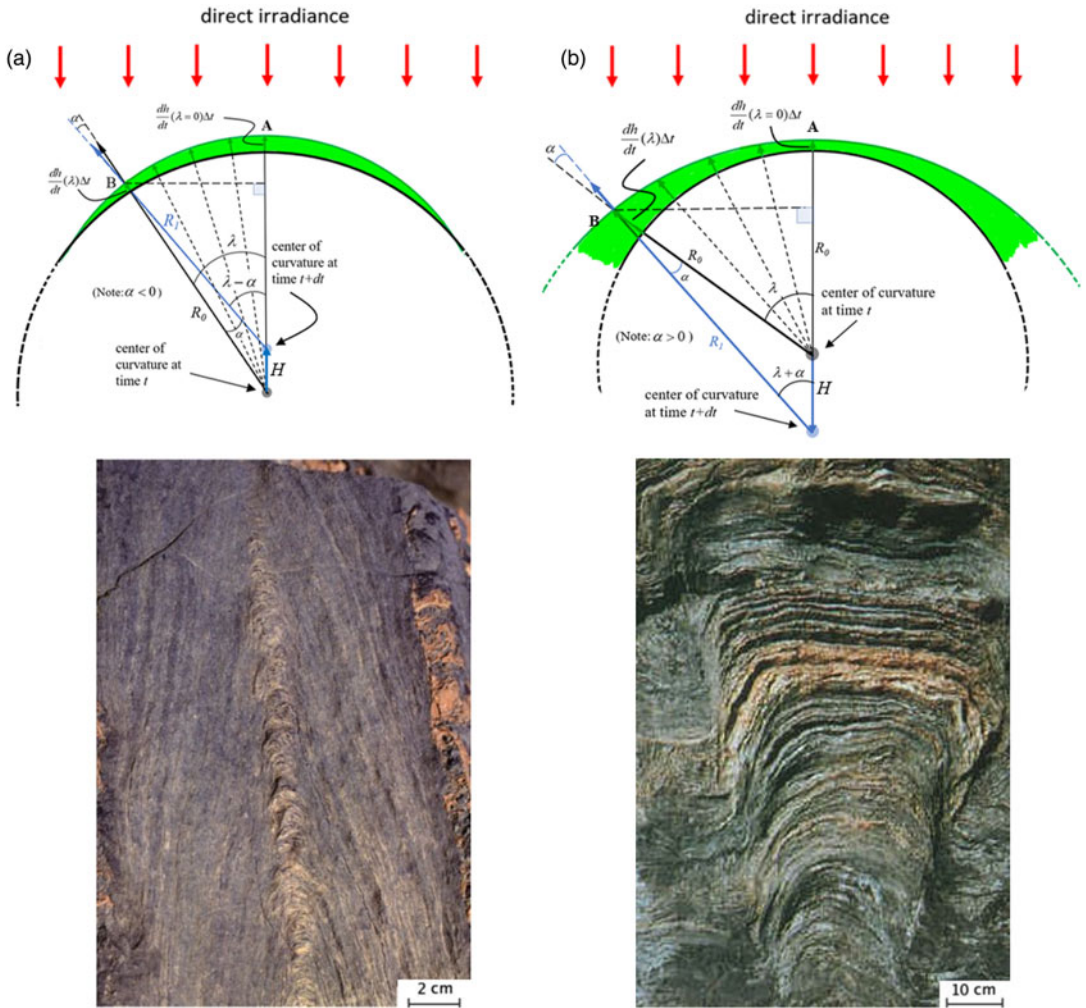 direct irradiance
(a)
α
dh/dt (λ = 0)Δt
A
dh/dt (λ)Δt
B
R₁
λ
center of
curvature at
time t+dt
λ − α
(Note: α < 0)
R₀
α
center of
curvature at
time t
H
direct irradiance
(b)
α
dh/dt (λ)Δt
dh/dt (λ = 0)Δt
A
B
R₀
R₀
α
λ
center of curvature
at time t
(Note: α > 0)
R₁
λ + α
H
center of curvature
at time t+dt
2 cm
10 cm